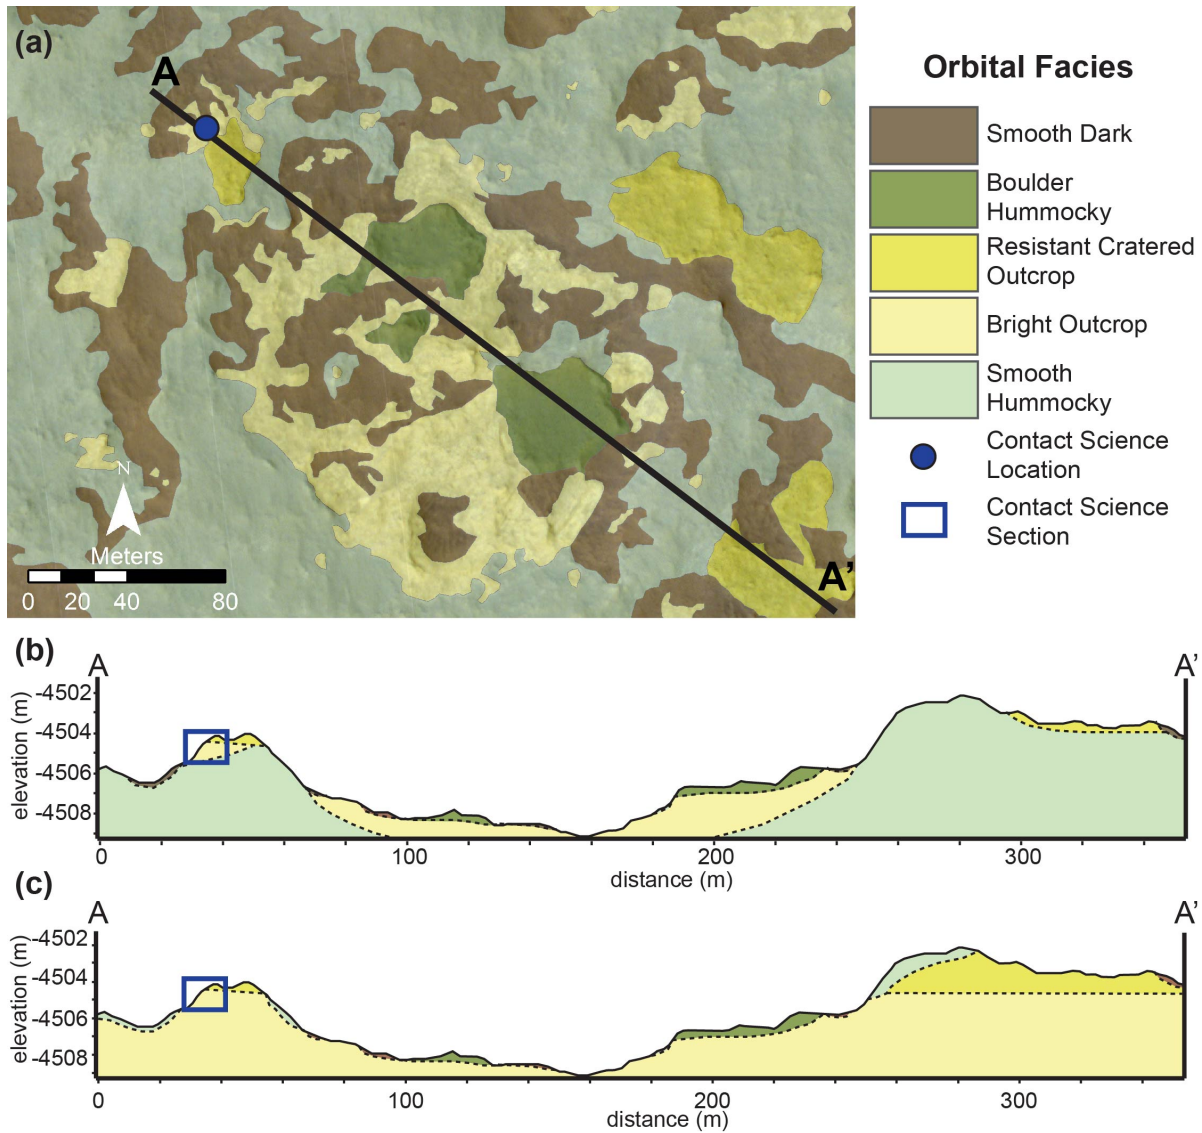 (a)
A
A’
N
Meters
0 20 40 80
Orbital Facies
Smooth Dark
Boulder
Hummocky
Resistant Cratered
Outcrop
Bright Outcrop
Smooth
Hummocky
Contact Science
Location
Contact Science
Section
(b)
A A’
elevation (m)
-4502
-4504
-4506
-4508
0 100 200 300
distance (m)
(c)
A A’
elevation (m)
-4502
-4504
-4506
-4508
0 100 200 300
distance (m)